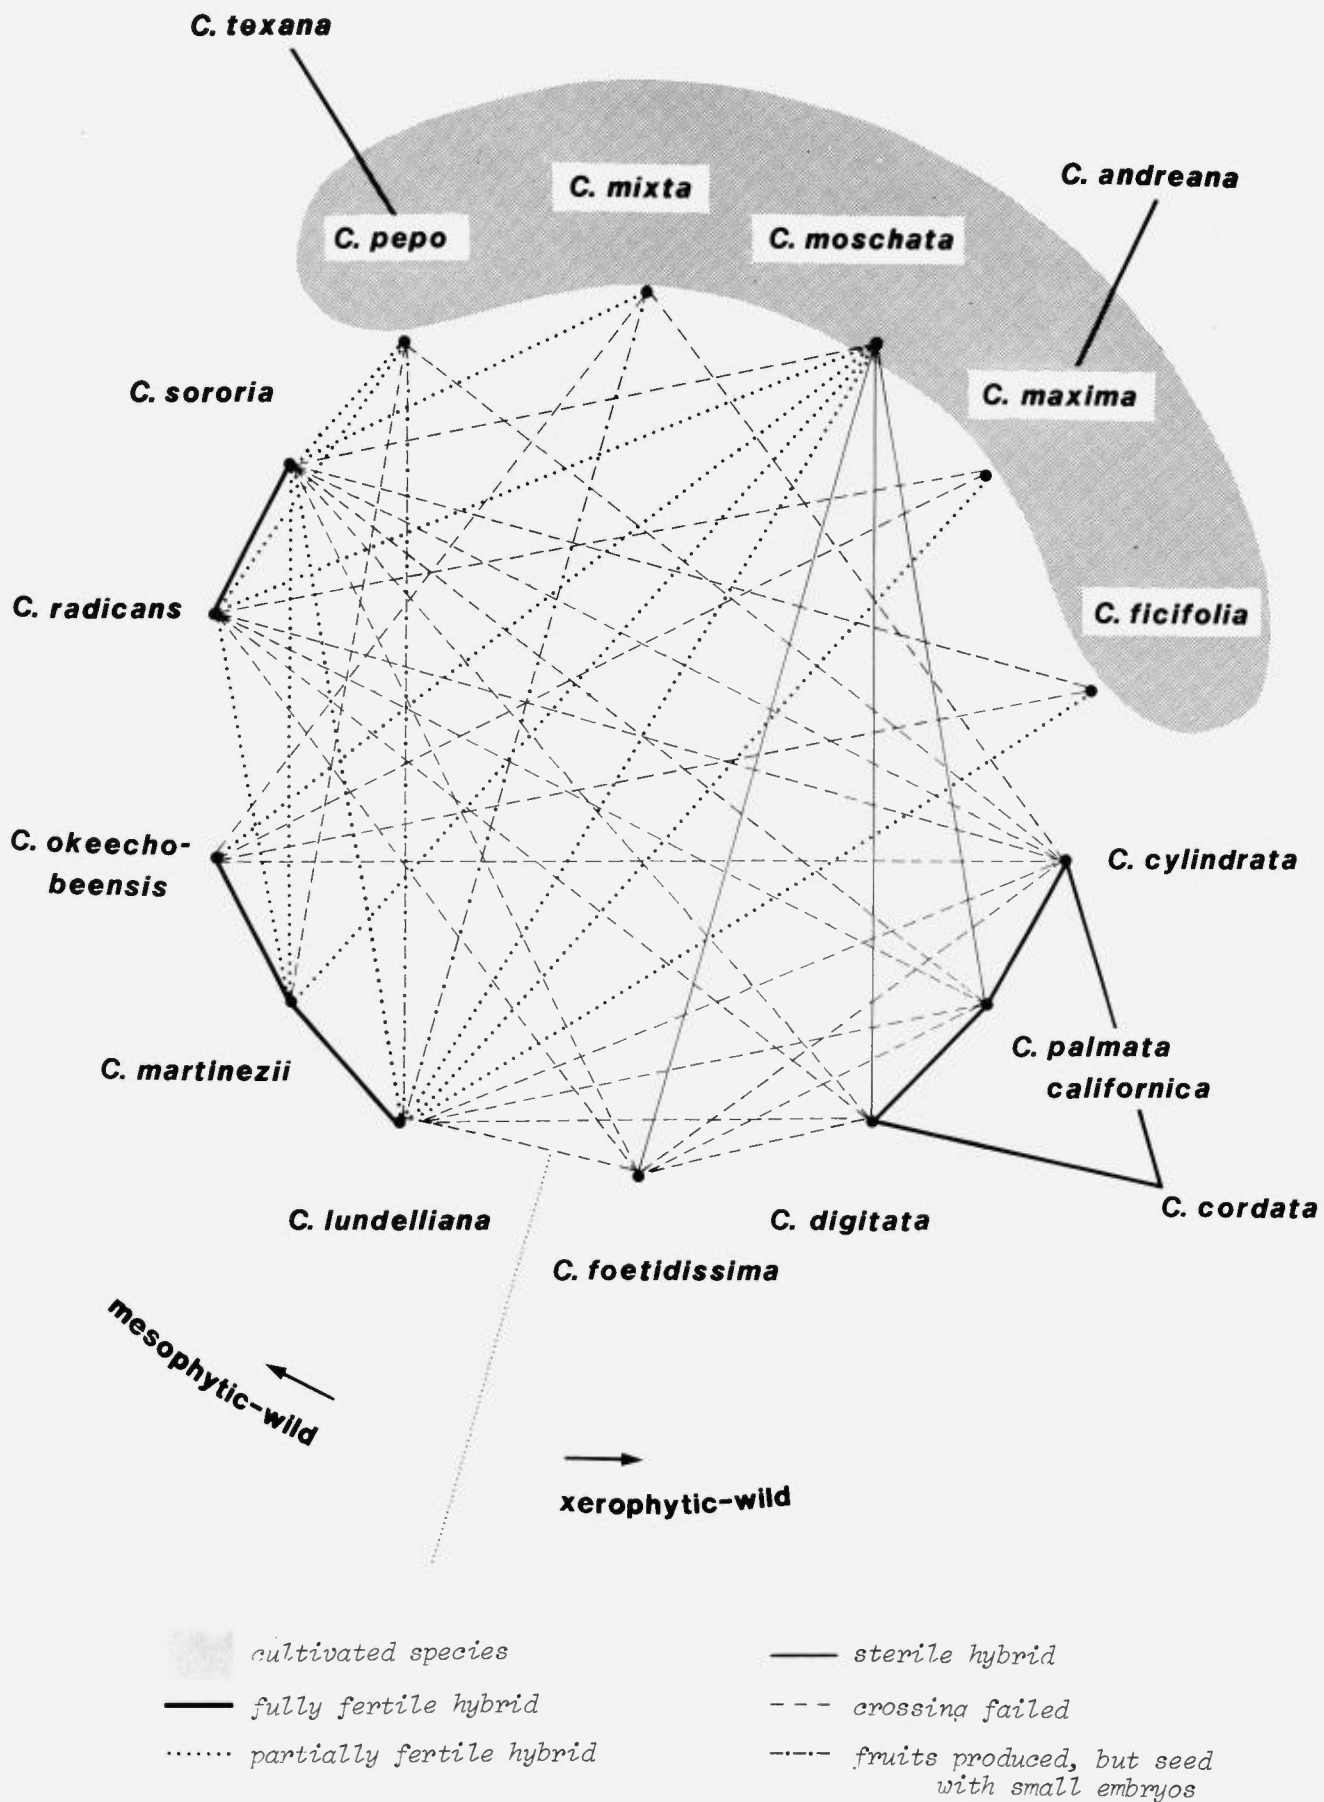 C. texana
C. andreana
C. mixta
C. pepo
C. moschata
C. maxima
C. sororia
C. radicans
C. ficifolia
C. okeecho-
beensis
C. cylindrata
C. martinezii
C. palmata
californica
C. lundelliana
C. digitata
C. cordata
C. foetidissima
mesophytic-wild
xerophytic-wild
cultivated species
fully fertile hybrid
partially fertile hybrid
sterile hybrid
crossing failed
fruits produced, but seed
with small embryos